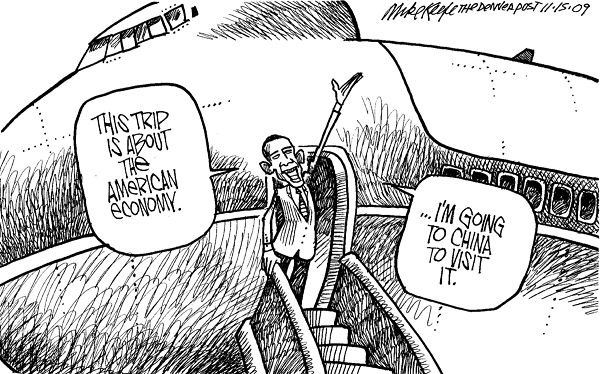 Mike Keefe THE DENVER POST 11·15·09
THIS TRIP
IS ABOUT
THE
AMERICAN
ECONOMY.
...I'M GOING
TO CHINA
TO VISIT
IT.